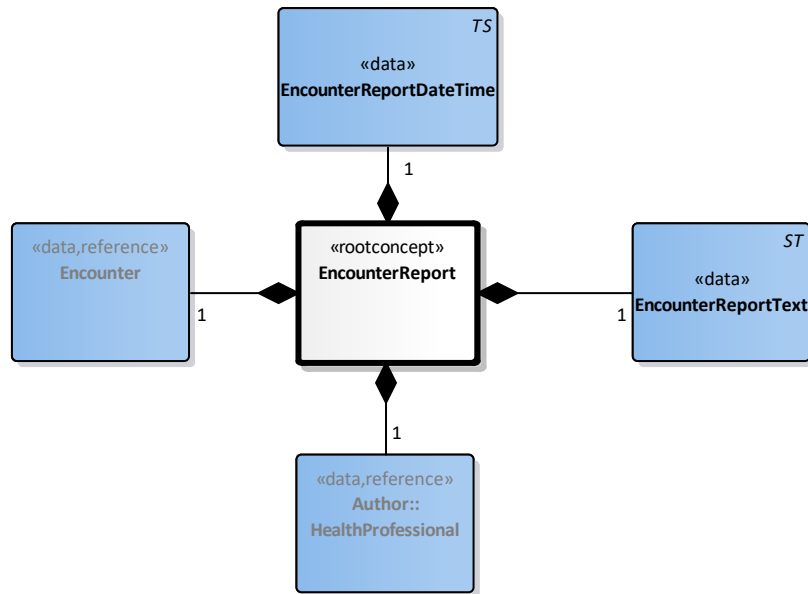 TS
«data»
EncounterReportDateTime
1
«data,reference»
Encounter
1
«rootconcept»
EncounterReport
ST
«data»
EncounterReportText
1
1
«data,reference»
Author::
HealthProfessional